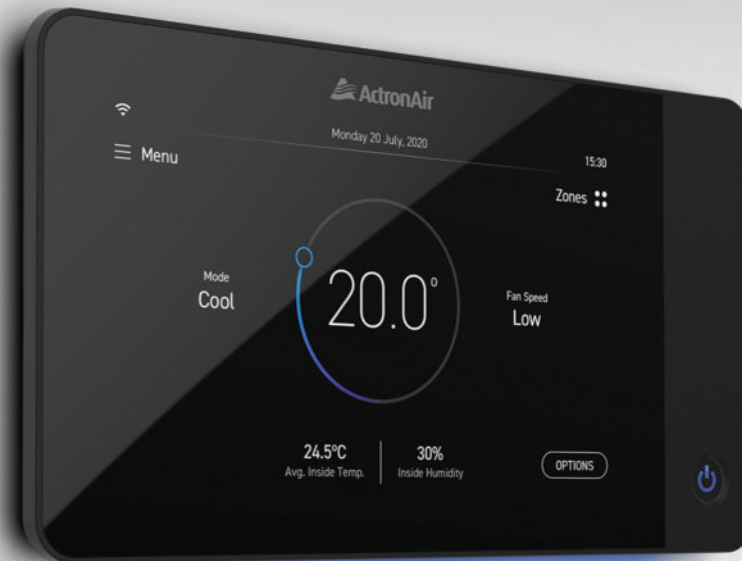 ActronAir
Monday 20 July, 2020
15:30
Menu
Zones
Mode
Cool
20.0°
Fan Speed
Low
24.5°C
Avg. Inside Temp.
30%
Inside Humidity
OPTIONS